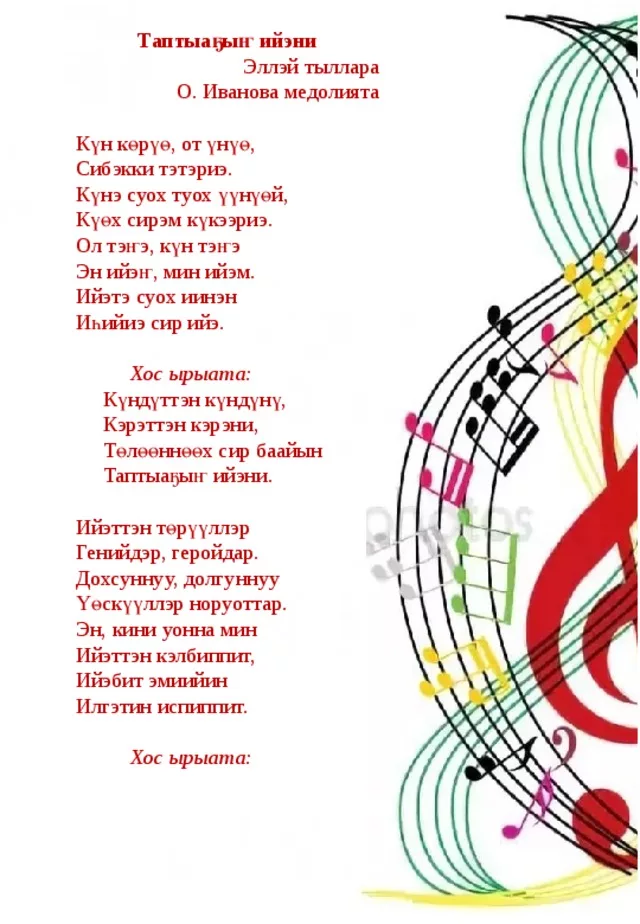 Таптыаҕыҥ ийэни
Эллэй тыллара
О. Иванова медолията
Күн көрүө, от үнүө,
Сибэкки тэтэриэ.
Күнэ суох туох үүнүөй,
Күөх сирэм күкээриэ.
Ол тэҥэ, күн тэҥэ
Эн ийэҥ, мин ийэм.
Ийэтэ суох иинэн
Иһийиэ сир ийэ.
Хос ырыата:
Күндүттэн күндүнү,
Кэрэттэн кэрэни,
Төлөөннөөх сир баайын
Таптыаҕыҥ ийэни.
Ийэттэн төрүүллэр
Генийдэр, геройдар.
Дохсуннуу, долгуннуу
Үөскүүллэр норуоттар.
Эн, кини уонна мин
Ийэттэн кэлбиппит,
Ийэбит эмиийин
Илгэтин испиппит.
Хос ырыата: